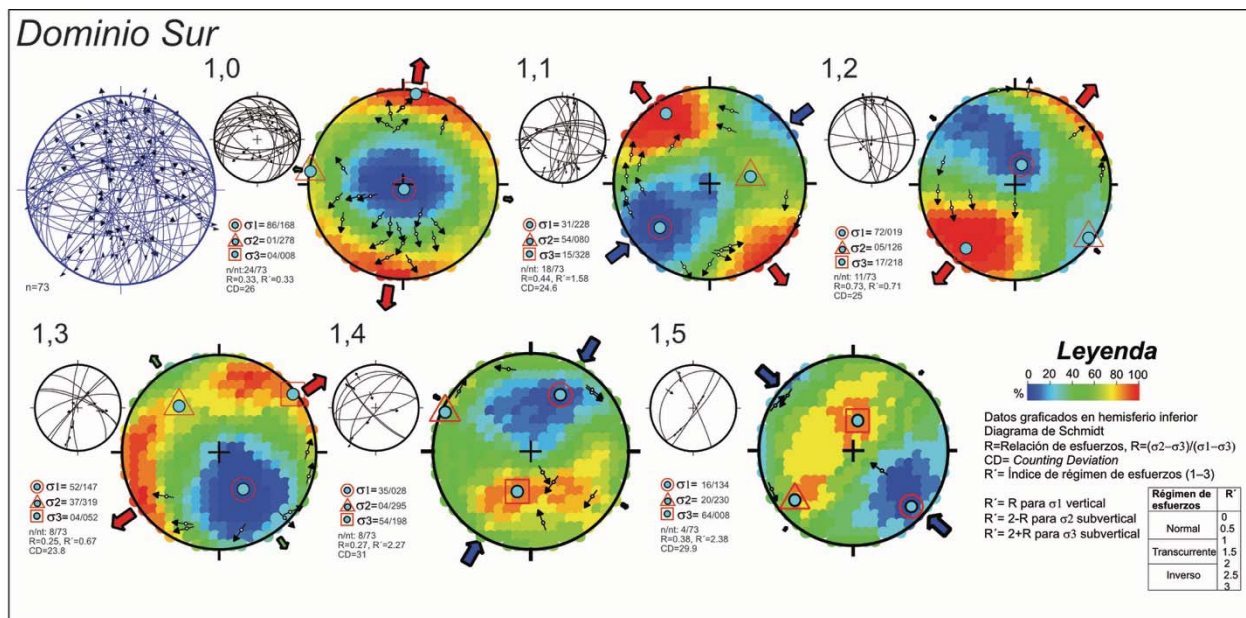 Dominio Sur
n=73
1,0
σ1= 86/168
σ2= 01/278
σ3= 04/008
n/nt: 24/73
R=0.33, R´=0.33
CD=26
1,1
σ1= 31/228
σ2= 54/080
σ3= 15/328
n/nt: 18/73
R=0.44, R´=1.58
CD=24.6
1,2
σ1= 72/019
σ2= 05/126
σ3= 17/218
n/nt: 11/73
R=0.73, R´=0.71
CD=25
1,3
σ1= 52/147
σ2= 37/319
σ3= 04/052
n/nt: 8/73
R=0.25, R´=0.67
CD=23.8
1,4
σ1= 35/028
σ2= 04/295
σ3= 54/198
n/nt: 8/73
R=0.27, R´=2.27
CD=31
1,5
σ1= 16/134
σ2= 20/230
σ3= 64/008
n/nt: 4/73
R=0.38, R´=2.38
CD=29.9
Leyenda
% 0 20 40 60 80 100
Datos graficados en hemisferio inferior
Diagrama de Schmidt
R=Relación de esfuerzos, R=(σ2–σ3)/(σ1–σ3)
CD= Counting Deviation
R´= Índice de régimen de esfuerzos (1–3)
R´= R para σ1 vertical
R´= 2-R para σ2 subvertical
R´= 2+R para σ3 subvertical
Régimen de esfuerzos R´
Normal 0 0.5 1
Transcurrente 1.5 2
Inverso 2.5 3